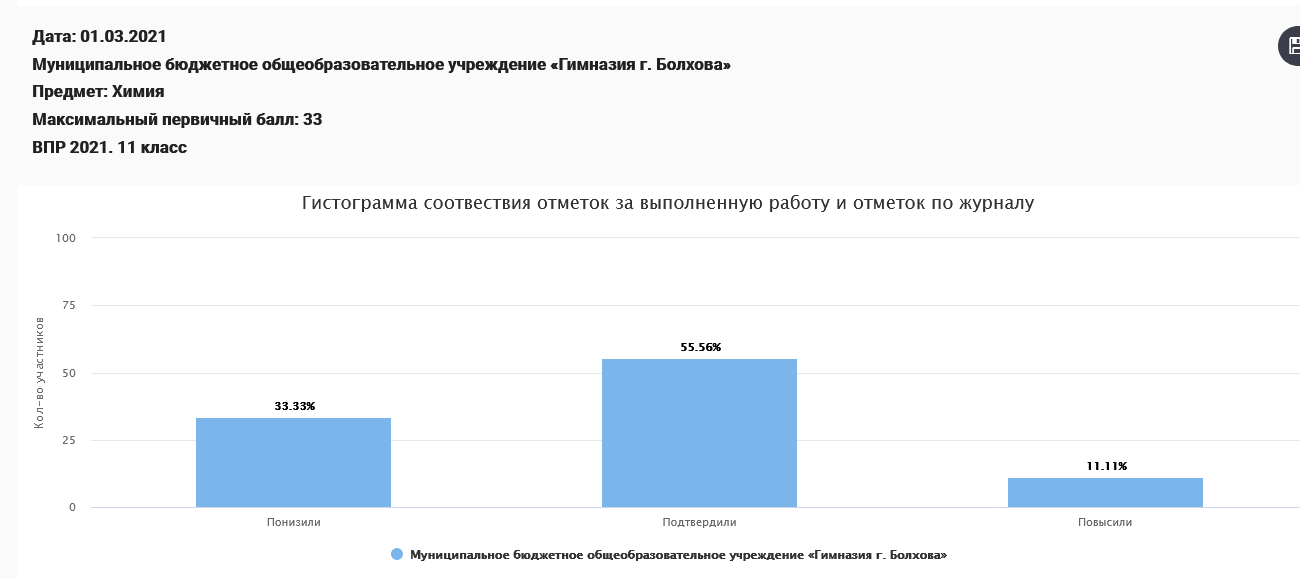 Дата: 01.03.2021
Муниципальное бюджетное общеобразовательное учреждение «Гимназия г. Болхова»
Предмет: Химия
Максимальный первичный балл: 33
ВПР 2021. 11 класс
Гистограмма соотвествия отметок за выполненную работу и отметок по журналу
Кол-во участников
100
75
50
25
0
33.33%
55.56%
11.11%
Понизили
Подтвердили
Повысили
Муниципальное бюджетное общеобразовательное учреждение «Гимназия г. Болхова»